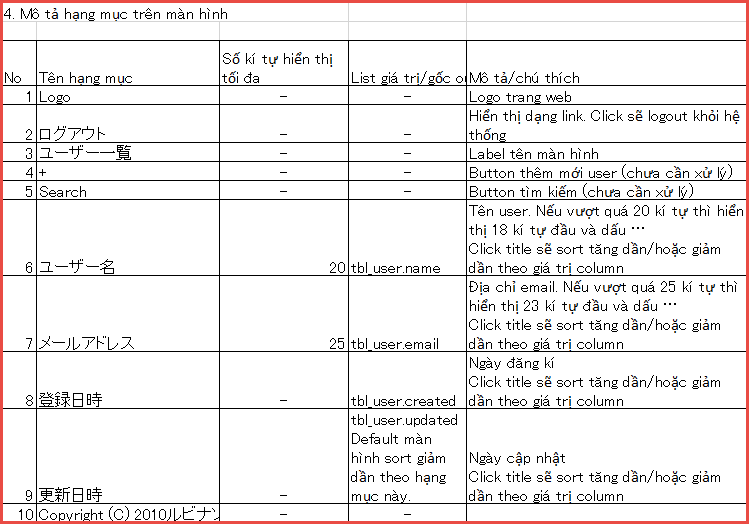 4. Mô tả hạng mục trên màn hình
Số kí tự hiển thị
No Tên hạng mục tối đa List giá trị/gốc Mô tả/chú thích
1 Logo - - Logo trang web
Hiển thị dạng link. Click sẽ logout khỏi hệ
2 ログアウト - - thống
3 ユーザー一覧 - - Label tên màn hình
4 + - - Button thêm mới user (chưa cần xử lý)
5 Search - - Button tìm kiếm (chưa cần xử lý)
Tên user. Nếu vượt quá 20 kí tự thì hiển
thị 18 kí tự đầu và dấu …
Click title sẽ sort tăng dần/hoặc giảm
6 ユーザー名 20 tbl_user.name dần theo giá trị column
Địa chỉ email. Nếu vượt quá 25 kí tự thì
hiển thị 23 kí tự đầu và dấu …
Click title sẽ sort tăng dần/hoặc giảm
7 メールアドレス 25 tbl_user.email dần theo giá trị column
Ngày đăng kí
Click title sẽ sort tăng dần/hoặc giảm
8 登録日時 - tbl_user.created dần theo giá trị column
tbl_user.updated
Default màn
hình sort giảm Ngày cập nhật
dần theo hạng Click title sẽ sort tăng dần/hoặc giảm
9 更新日時 - mục này. dần theo giá trị column
10 Copyright (C) 2010ルビナン - -